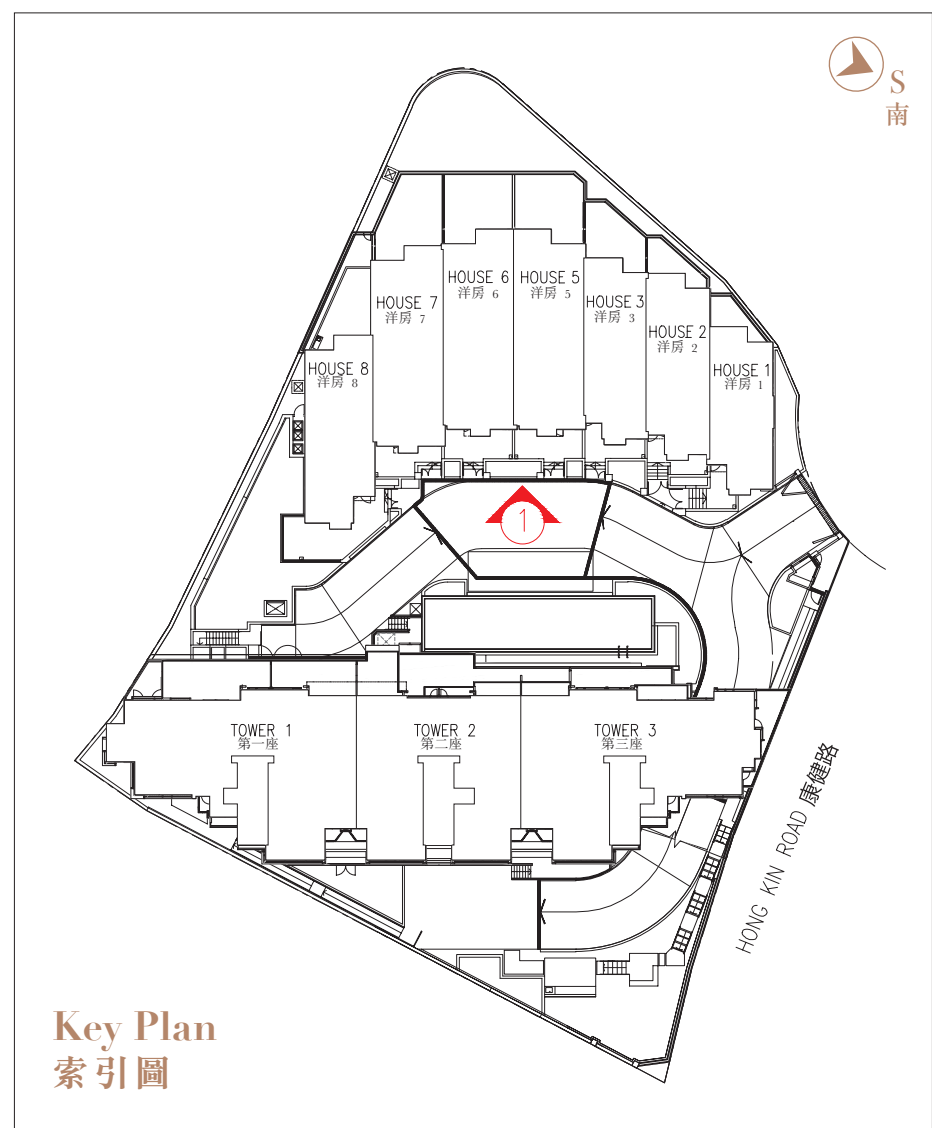 S
南
HOUSE 6
洋房 6
HOUSE 5
洋房 5
HOUSE 7
洋房 7
HOUSE 3
洋房 3
HOUSE 2
洋房 2
HOUSE 8
洋房 8
HOUSE 1
洋房 1
1
TOWER 1
第一座
TOWER 2
第二座
TOWER 3
第三座
HONG KIN ROAD 康健路
Key Plan
索引圖